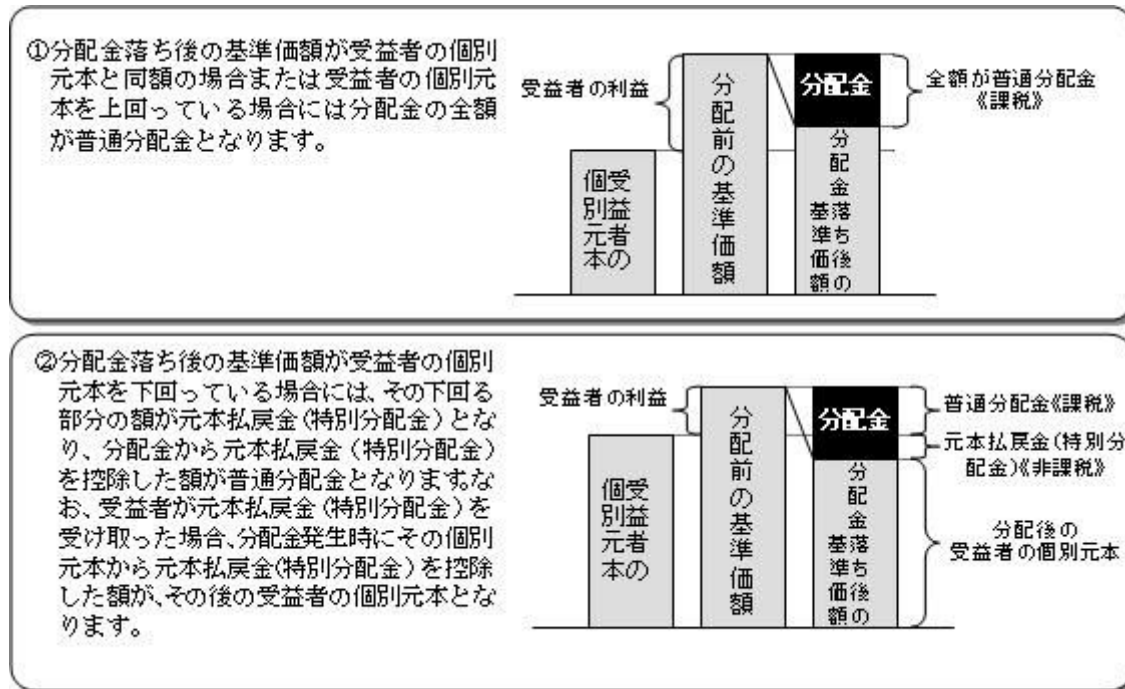 ①分配金落ち後の基準価額が受益者の個別
元本と同額の場合または受益者の個別元
本を上回っている場合には分配金の全額
が普通分配金となります。
受益者の利益
個別元本
受益者の
分配前の基準価額
分配金
基準価額
分配金落ち後の
全額が普通分配金
《課税》
②分配金落ち後の基準価額が受益者の個別
元本を下回っている場合には、その下回る
部分の額が元本払戻金(特別分配金)とな
り、分配金から元本払戻金(特別分配金)
を控除した額が普通分配金となります。な
お、受益者が元本払戻金(特別分配金)を
受け取った場合、分配金発生時にその個別
元本から元本払戻金(特別分配金)を控除
した額が、その後の受益者の個別元本とな
ります。
受益者の利益
受益者の
個別元本
分配前の基準価額
分配金
分配金落ち後の
基準価額
普通分配金《課税》
元本払戻金(特別分
配金)《非課税》
分配後の
受益者の個別元本